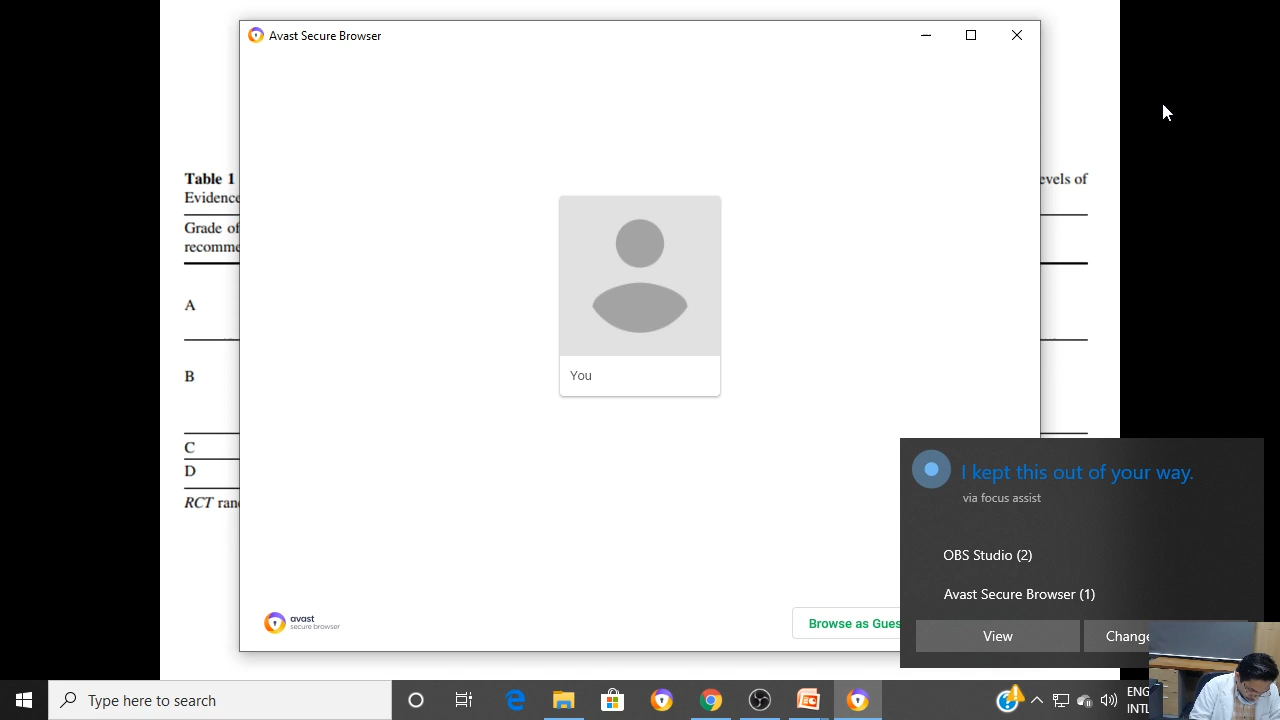 Avast Secure Browser
Table 1
evels of
Evidence
Grade of
recomme
A
B
C
D
RCT ran
You
avast
secure browser
Browse as Gues
I kept this out of your way.
via focus assist
OBS Studio (2)
Avast Secure Browser (1)
View
Change
Type here to search
ENG
INTL